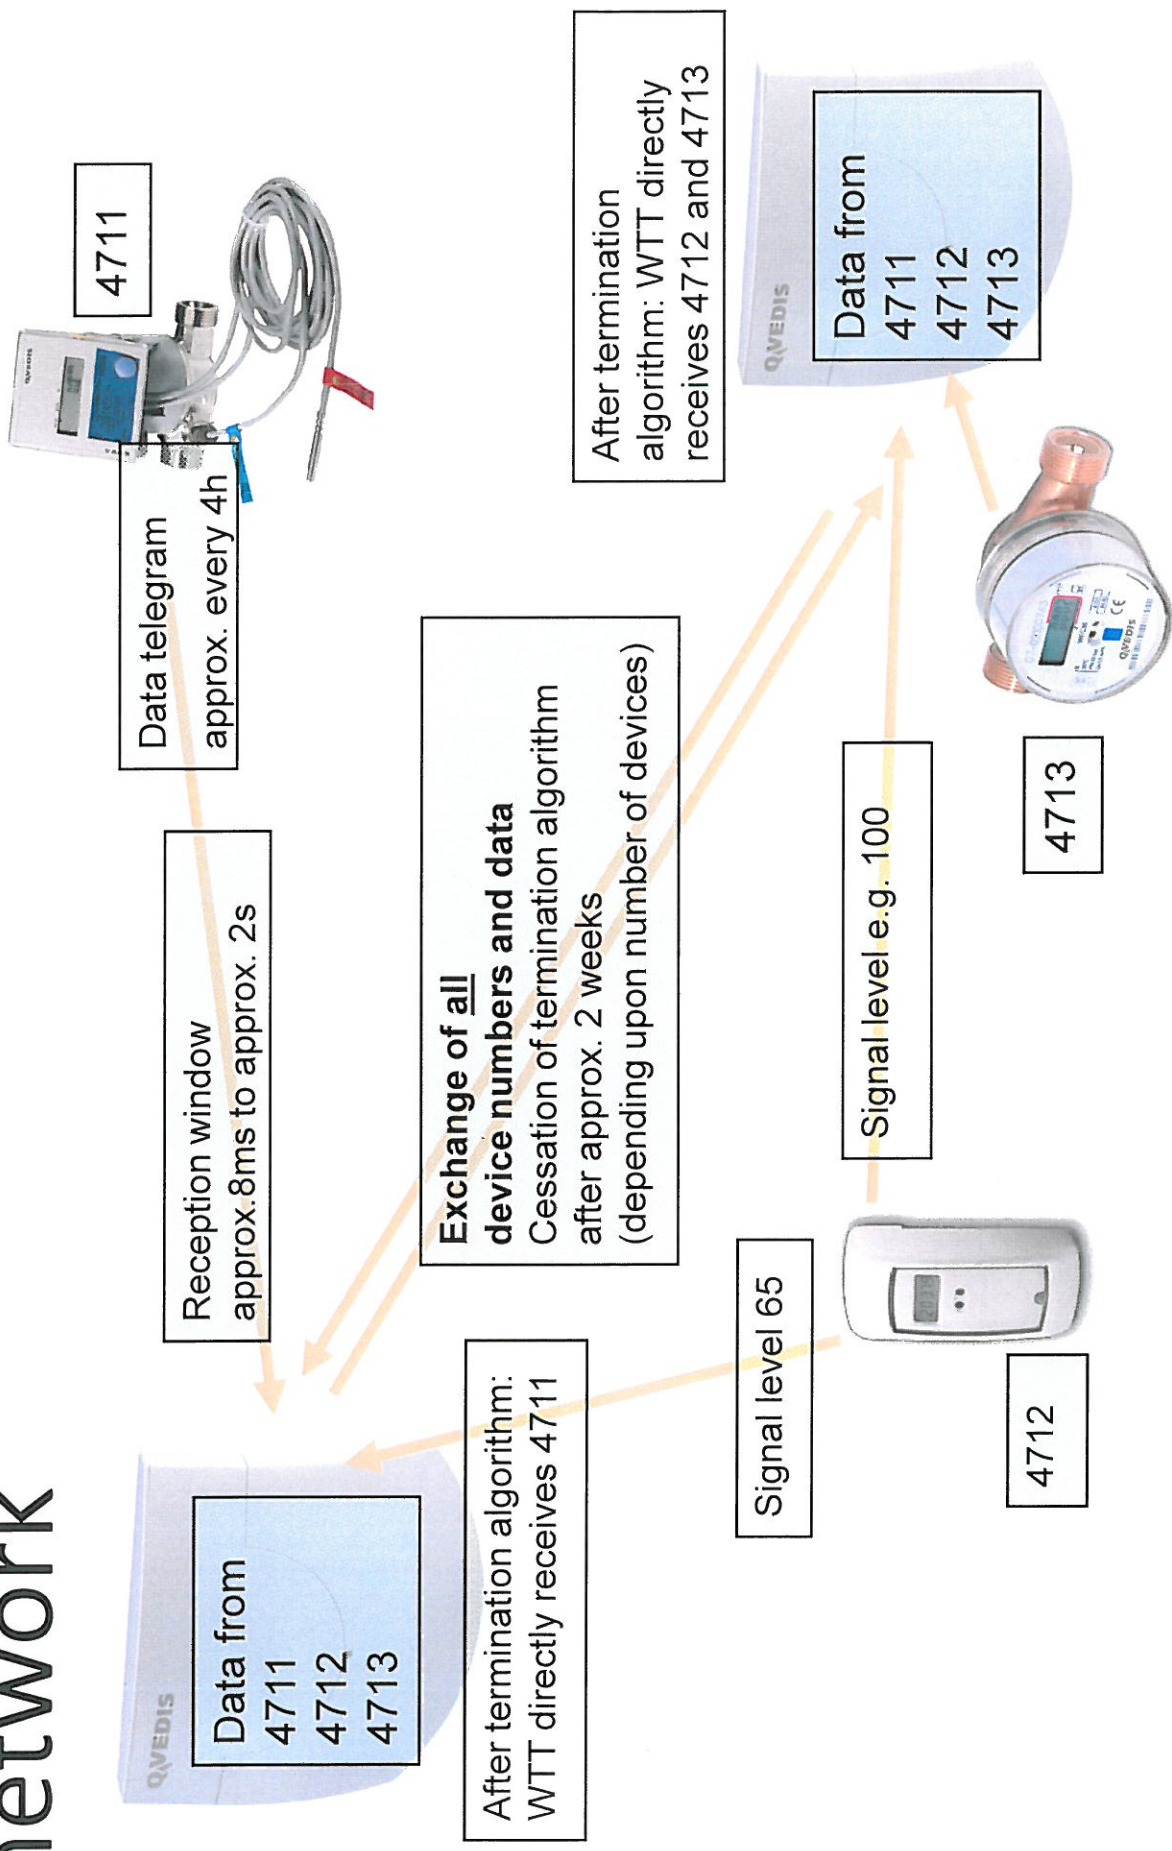 network
QVEDIS
Data from
4711
4712
4713
After termination algorithm:
WTT directly receives 4711
Reception window
approx.8ms to approx. 2s
Data telegram
approx. every 4h
QVEDIS
4711
Exchange of all
device numbers and data
Cessation of termination algorithm
after approx. 2 weeks
(depending upon number of devices)
After termination
algorithm: WTT directly
receives 4712 and 4713
QVEDIS
Data from
4711
4712
4713
Signal level 65
Signal level e.g. 100
4712
4713
QVEDIS
CE